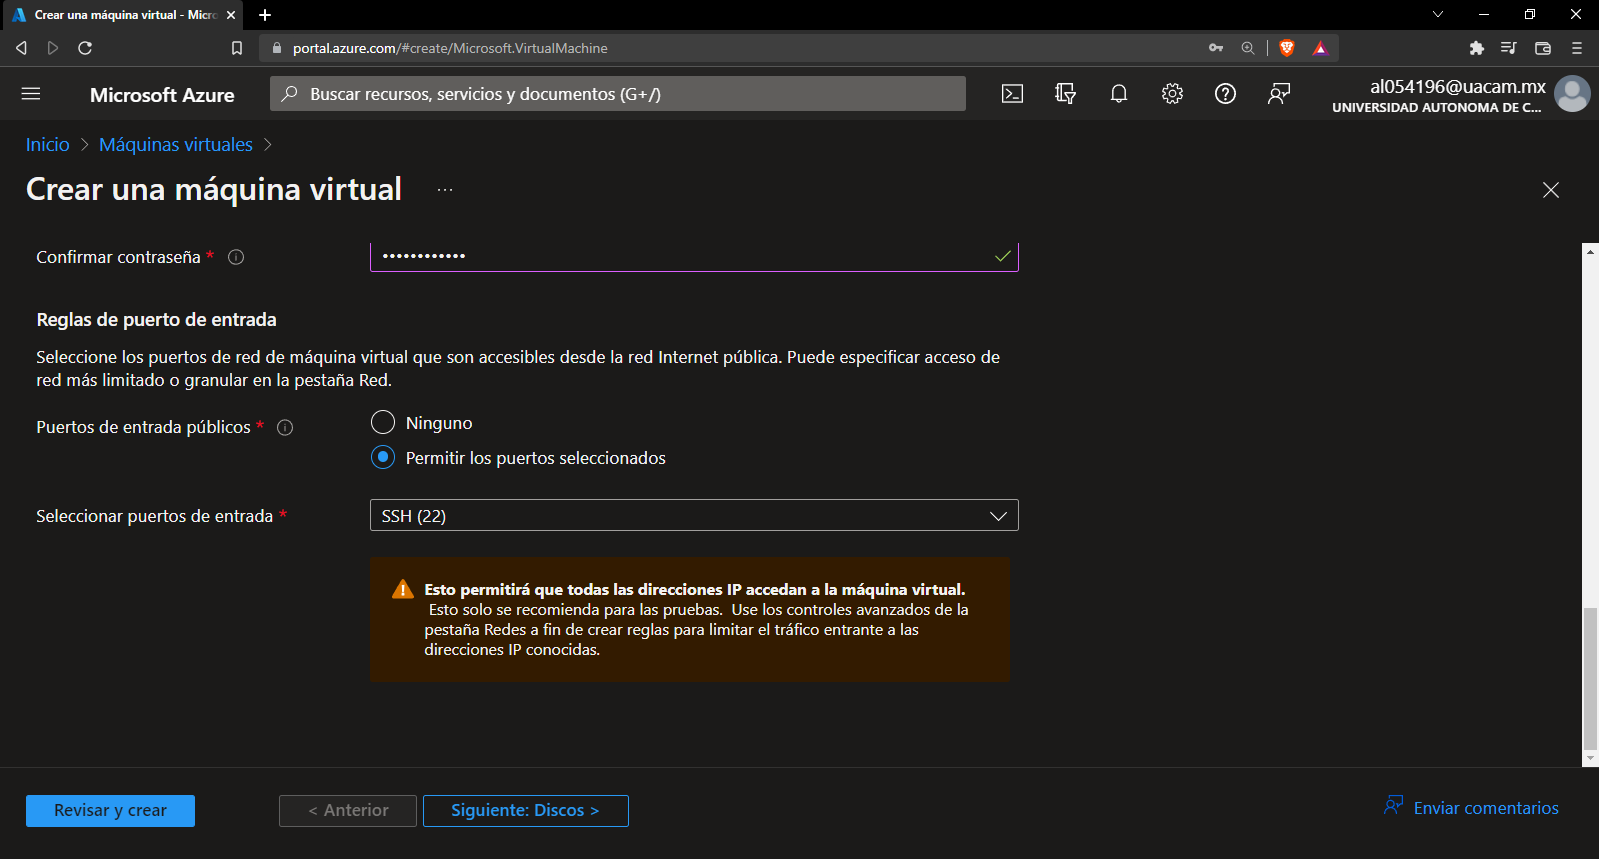 Crear una máquina virtual - Micro
portal.azure.com/#create/Microsoft.VirtualMachine
Microsoft Azure
Buscar recursos, servicios y documentos (G+/)
al054196@uacam.mx
UNIVERSIDAD AUTONOMA DE C...
Inicio > Máquinas virtuales >
Crear una máquina virtual ...
Confirmar contraseña *
••••••••••••
Reglas de puerto de entrada
Seleccione los puertos de red de máquina virtual que son accesibles desde la red Internet pública. Puede especificar acceso de
red más limitado o granular en la pestaña Red.
Puertos de entrada públicos *
Ninguno
Permitir los puertos seleccionados
Seleccionar puertos de entrada *
SSH (22)
Esto permitirá que todas las direcciones IP accedan a la máquina virtual.
Esto solo se recomienda para las pruebas. Use los controles avanzados de la
pestaña Redes a fin de crear reglas para limitar el tráfico entrante a las
direcciones IP conocidas.
Revisar y crear
< Anterior
Siguiente: Discos >
Enviar comentarios